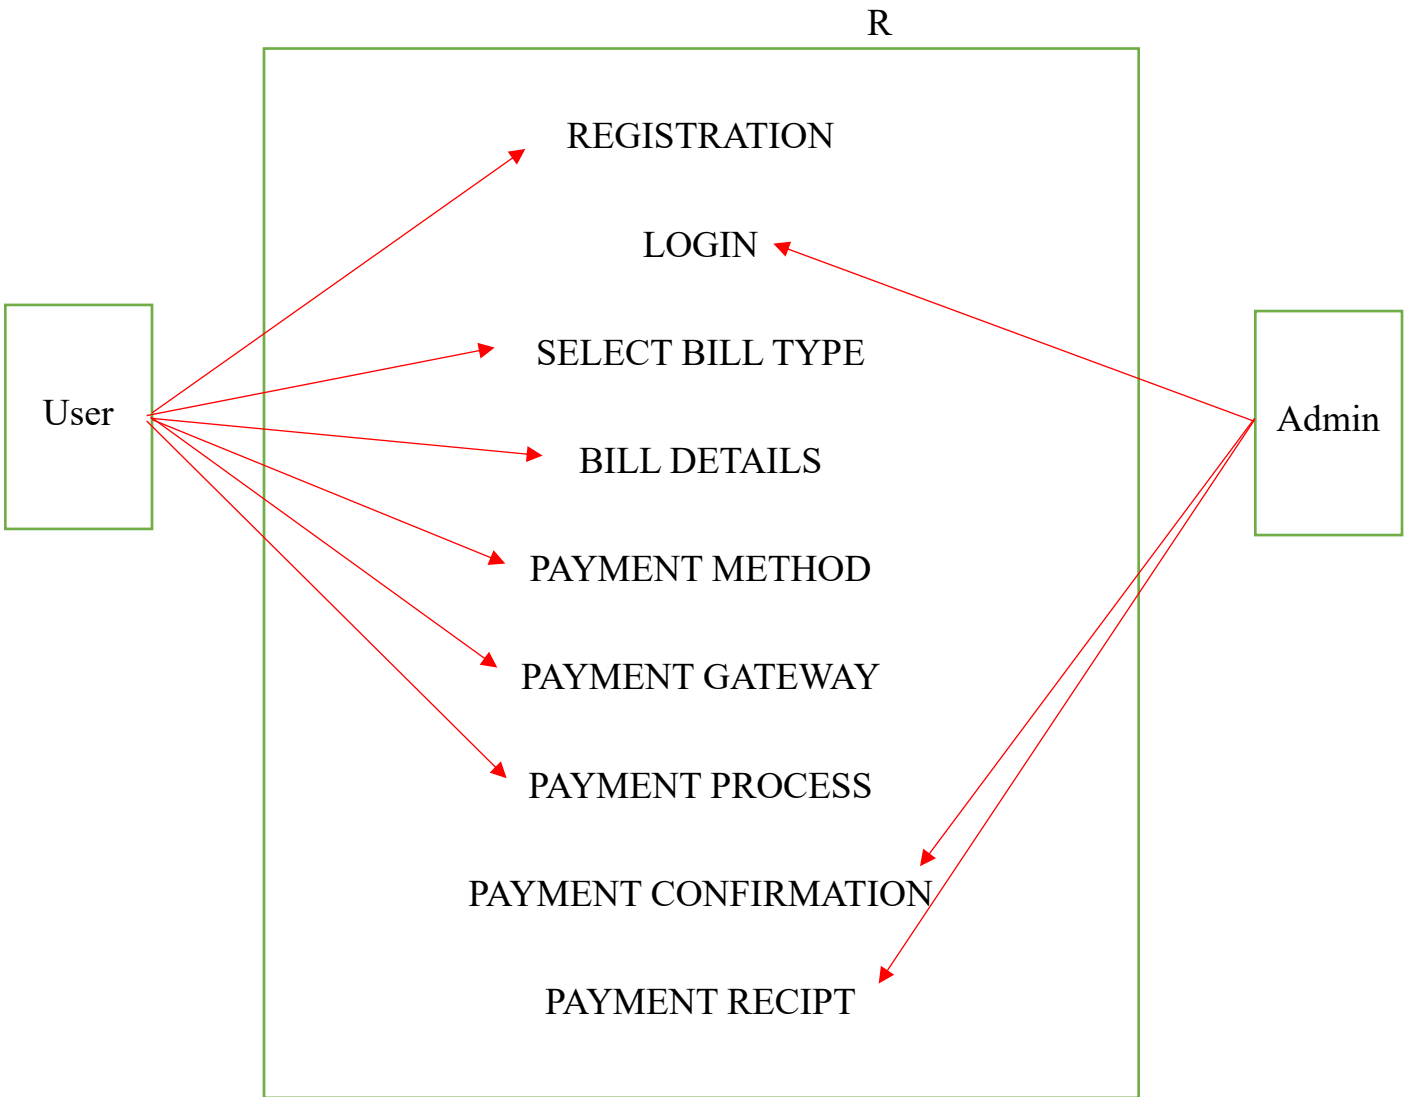 R
REGISTRATION
LOGIN
SELECT BILL TYPE
User
Admin
BILL DETAILS
PAYMENT METHOD
PAYMENT GATEWAY
PAYMENT PROCESS
PAYMENT CONFIRMATION
PAYMENT RECIPT